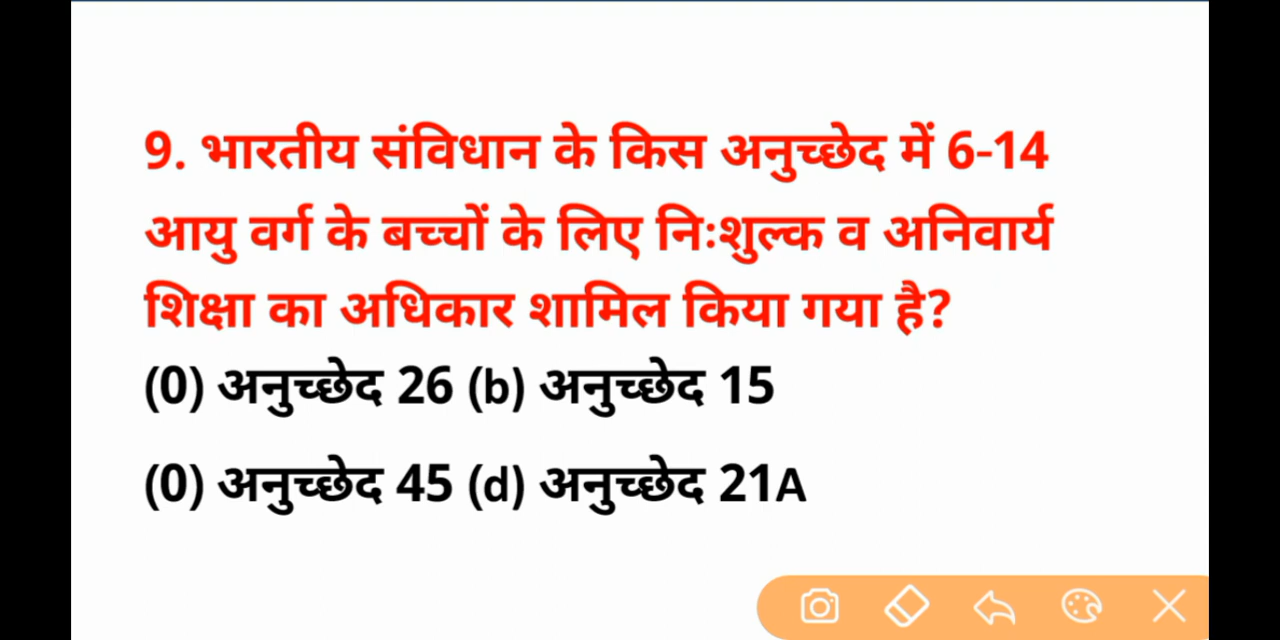 9. भारतीय संविधान के किस अनुच्छेद में 6-14
आयु वर्ग के बच्चों के लिए निःशुल्क व अनिवार्य
शिक्षा का अधिकार शामिल किया गया है?
(0) अनुच्छेद 26 (b) अनुच्छेद 15
(0) अनुच्छेद 45 (d) अनुच्छेद 21A